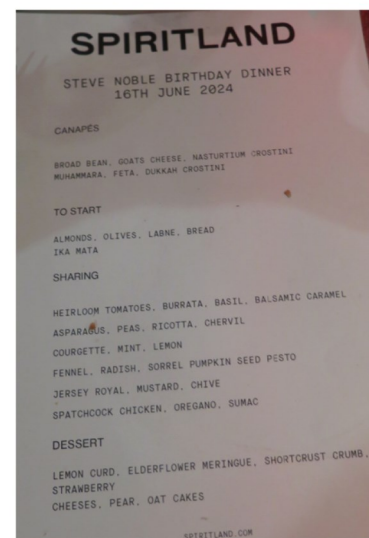 SPIRITLAND
STEVE NOBLE BIRTHDAY DINNER
16TH JUNE 2024
CANAPÉS
BROAD BEAN, GOATS CHEESE, NASTURTIUM CROSTINI
MUHAMMARA, FETA, DUKKAH CROSTINI
TO START
ALMONDS, OLIVES, LABNE, BREAD
IKA MATA
SHARING
HEIRLOOM TOMATOES, BURRATA, BASIL, BALSAMIC CARAMEL
ASPARAGUS, PEAS, RICOTTA, CHERVIL
COURGETTE, MINT, LEMON
FENNEL, RADISH, SORREL PUMPKIN SEED PESTO
JERSEY ROYAL, MUSTARD, CHIVE
SPATCHCOCK CHICKEN, OREGANO, SUMAC
DESSERT
LEMON CURD, ELDERFLOWER MERINGUE, SHORTCRUST CRUMB,
STRAWBERRY
CHEESES, PEAR, OAT CAKES
SPIRITLAND.COM